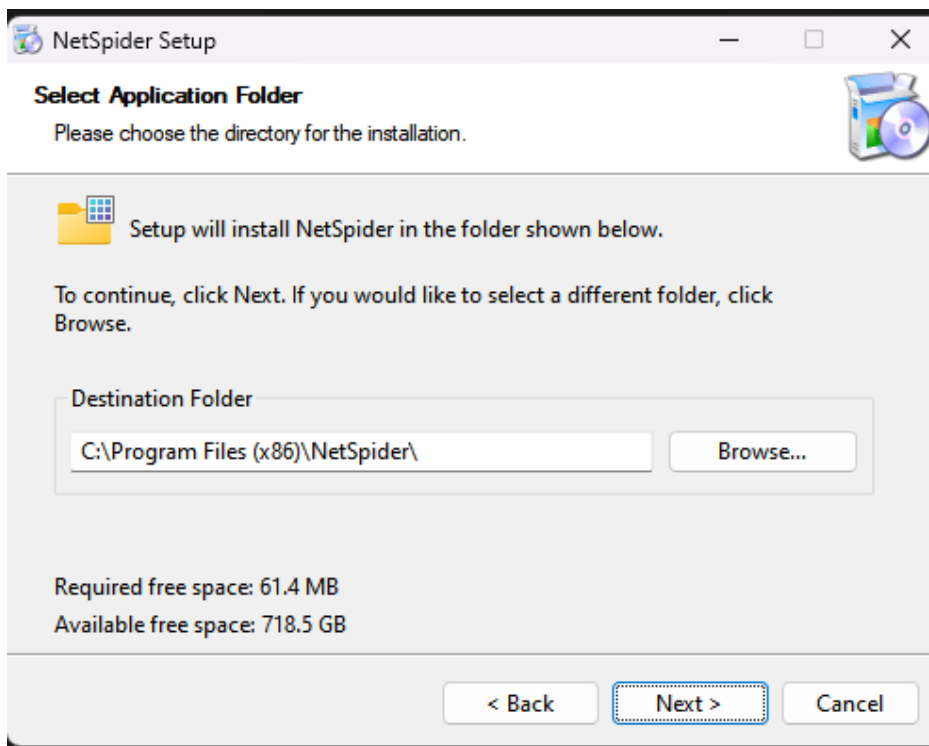 NetSpider Setup
Select Application Folder
Please choose the directory for the installation.
Setup will install NetSpider in the folder shown below.
To continue, click Next. If you would like to select a different folder, click
Browse.
Destination Folder
C:\Program Files (x86)\NetSpider\
Browse...
Required free space: 61.4 MB
Available free space: 718.5 GB
< Back
Next >
Cancel